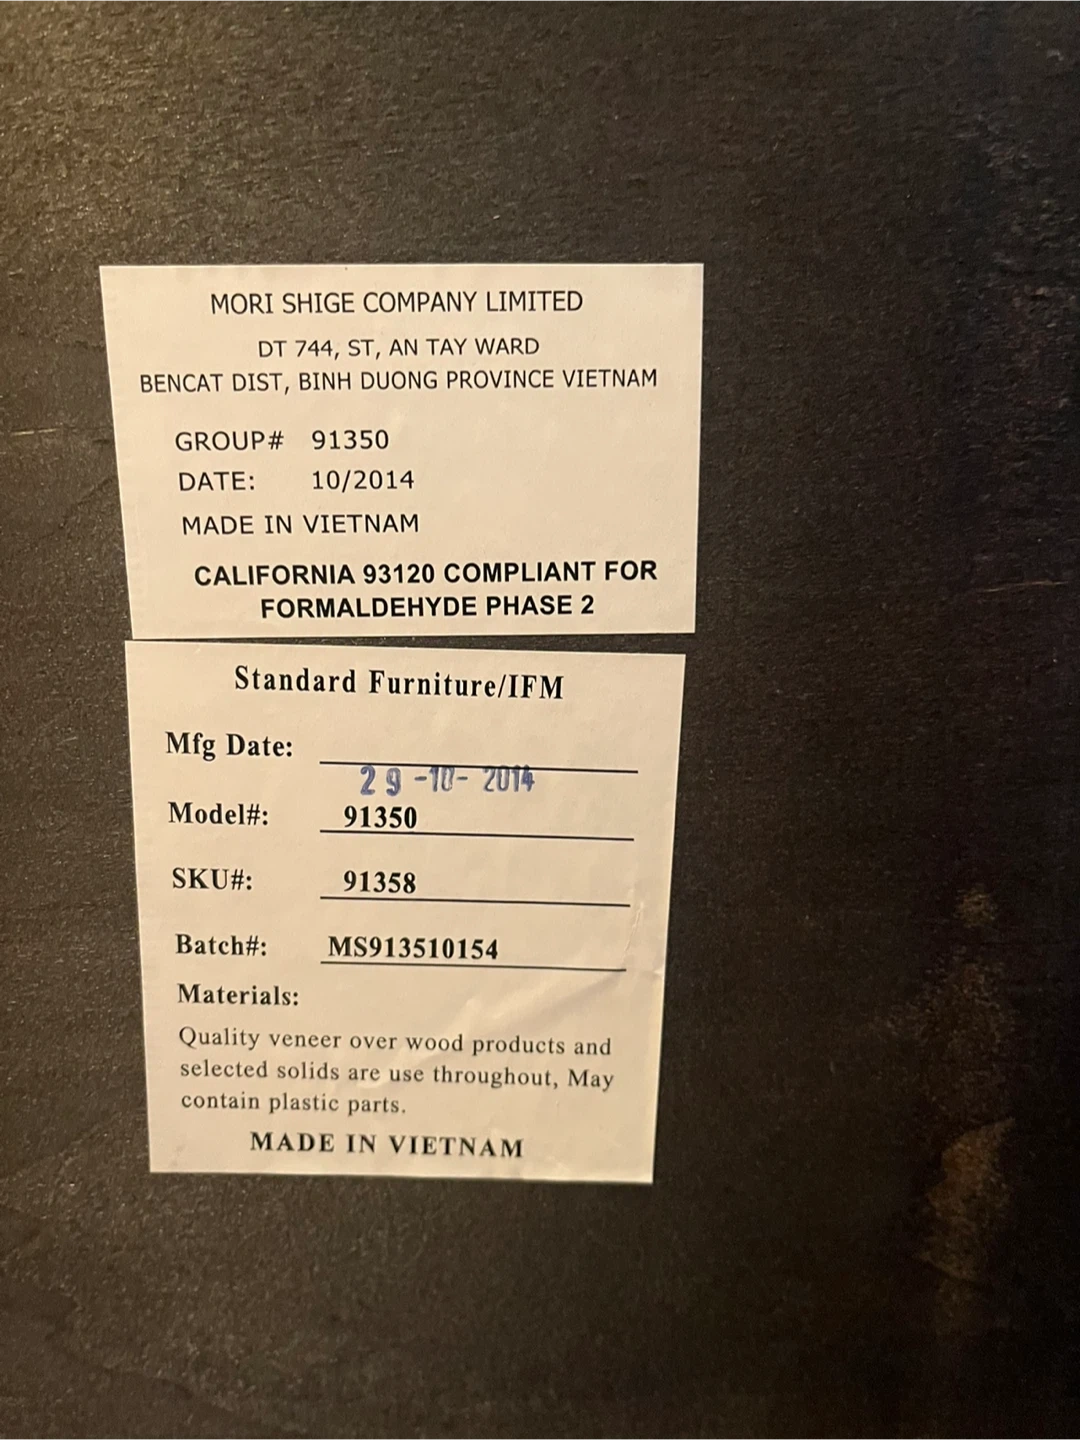 MORI SHIGE COMPANY LIMITED
DT 744, ST, AN TAY WARD
BENCAT DIST, BINH DUONG PROVINCE VIETNAM
GROUP# 91350
DATE: 10/2014
MADE IN VIETNAM
CALIFORNIA 93120 COMPLIANT FOR
FORMALDEHYDE PHASE 2
Standard Furniture/IFM
Mfg Date:
29-10-2014
Model#: 91350
SKU#: 91358
Batch#: MS913510154
Materials:
Quality veneer over wood products and
selected solids are use throughout, May
contain plastic parts.
MADE IN VIETNAM